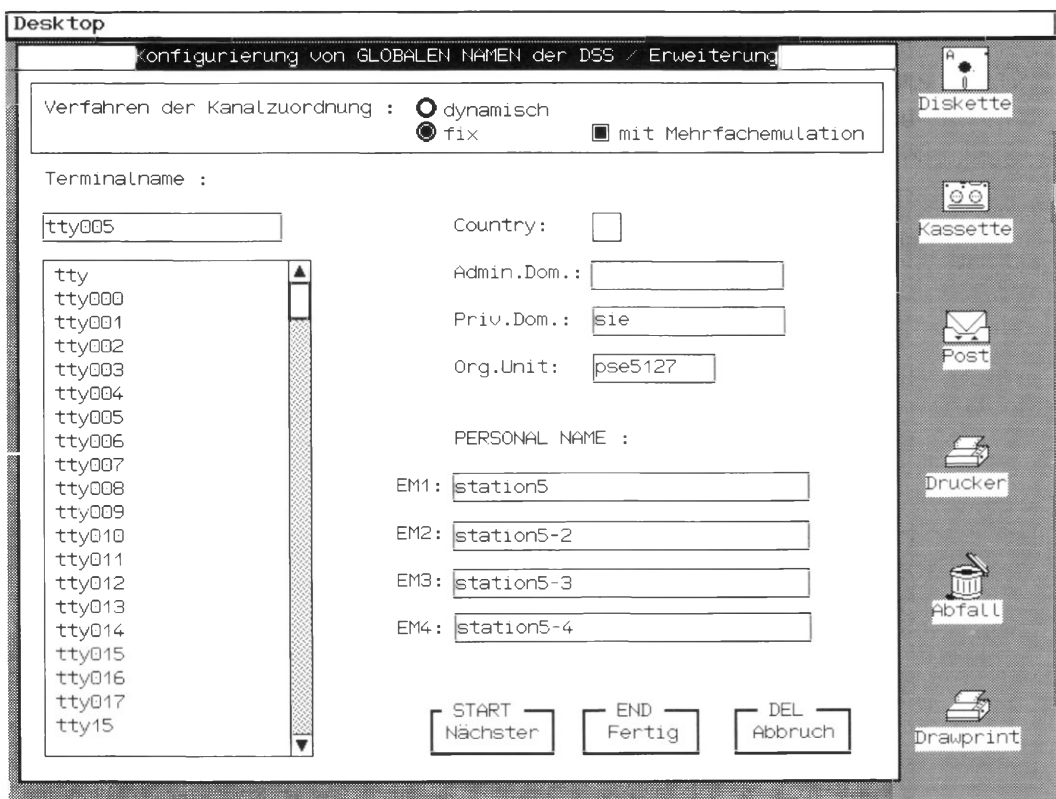 Desktop
Konfigurierung von GLOBALEN NAMEN der DSS / Erweiterung
Verfahren der Kanalzuordnung : dynamisch
fix mit Mehrfachemulation
Terminalname :
tty005
tty
tty000
tty001
tty002
tty003
tty004
tty005
tty006
tty007
tty008
tty009
tty010
tty011
tty012
tty013
tty014
tty015
tty016
tty017
tty15
Country:
Admin.Dom.:
Priv.Dom.: sie
Org.Unit: pse5127
PERSONAL NAME :
EM1: station5
EM2: station5-2
EM3: station5-3
EM4: station5-4
START
Nächster
END
Fertig
DEL
Abbruch
A
Diskette
Kassette
Post
Drucker
Abfall
Drawprint